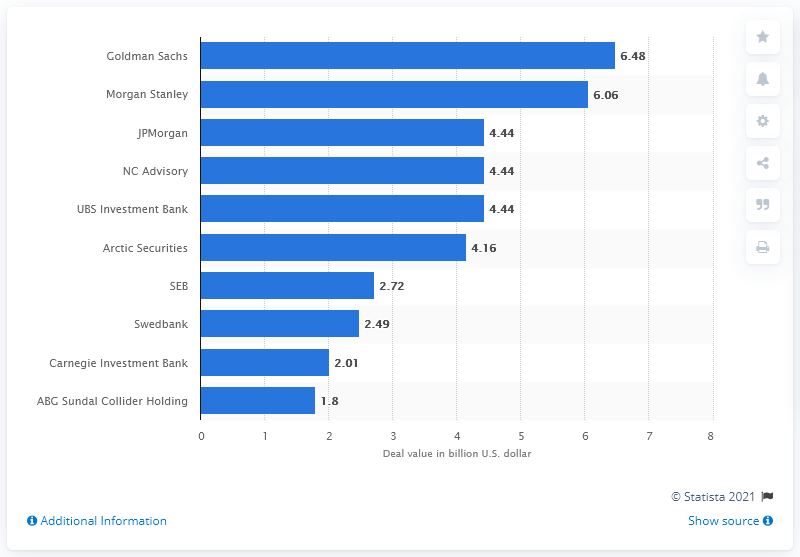 Goldman Sachs 6.48
Morgan Stanley 6.06
JPMorgan 4.44
NC Advisory 4.44
UBS Investment Bank 4.44
Arctic Securities 4.16
SEB 2.72
Swedbank 2.49
Carnegie Investment Bank 2.01
ABG Sundal Collider Holding 1.8
0 1 2 3 4 5 6 7 8
Deal value in billion U.S. dollar
© Statista 2021
Additional Information Show source